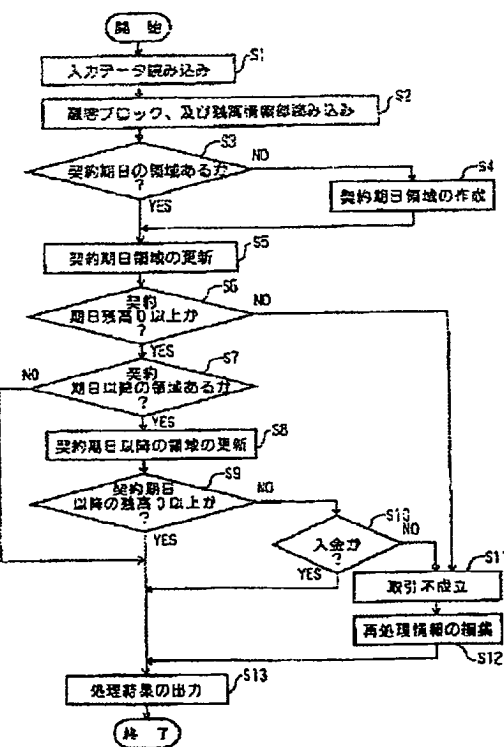 開 始
S1
入力データ読み込み
S2
顧客ブロック、及び残高情報部読み込み
S3
契約期日の領域あるか
?
NO
YES
S4
契約期日領域の作成
S5
契約期日領域の更新
S6
契約
期日残高0以上か
?
NO
YES
S7
契約
期日以降の領域あるか
?
NO
YES
S8
契約期日以降の領域の更新
S9
契約期日
以降の残高0以上か
?
NO
YES
S10
入金か
?
NO
YES
S11
取引不成立
再処理情報の編集
S12
S13
処理結果の出力
終 了